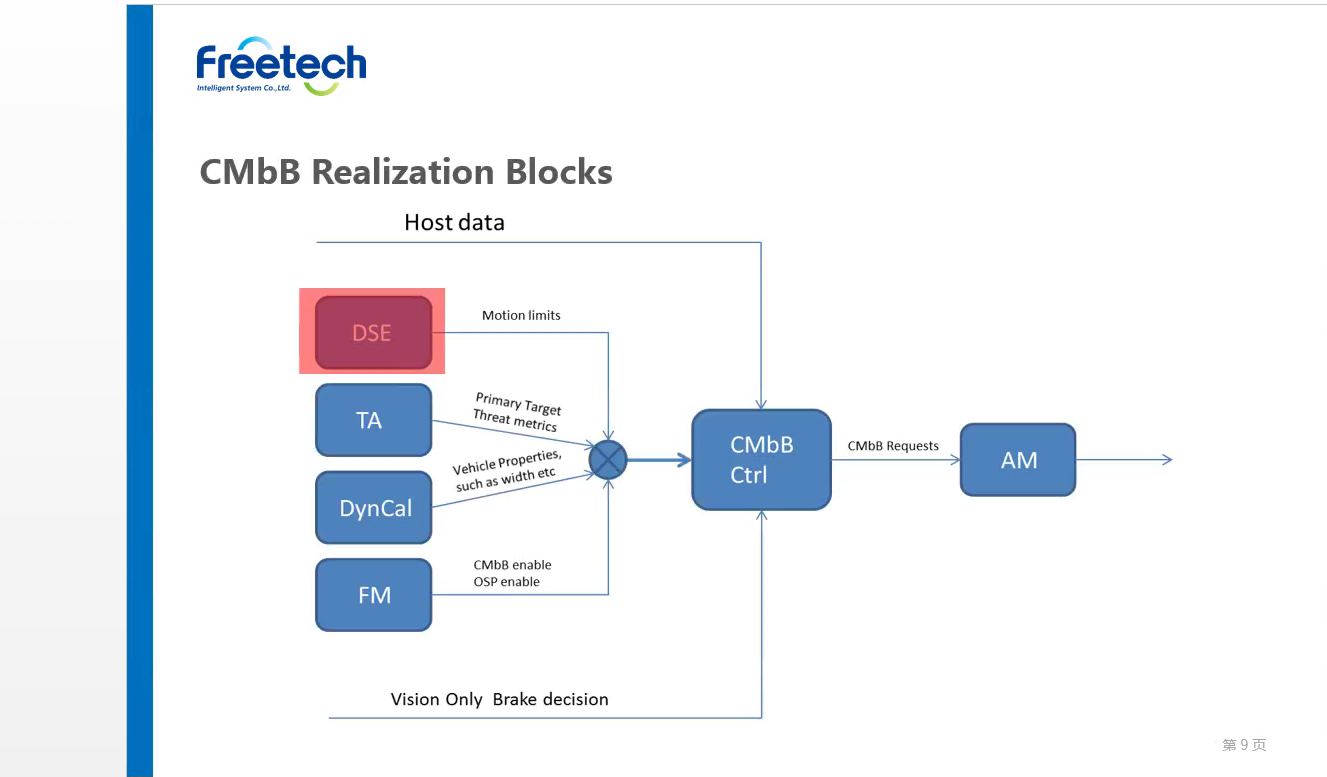 Freetech
Intelligent System Co.,Ltd.
CMbB Realization Blocks
Host data
DSE
Motion limits
TA
Primary Target
Threat metrics
DynCal
Vehicle Properties,
such as width etc
FM
CMbB enable
OSP enable
CMbB
Ctrl
CMbB Requests
AM
Vision Only Brake decision
第 9 页